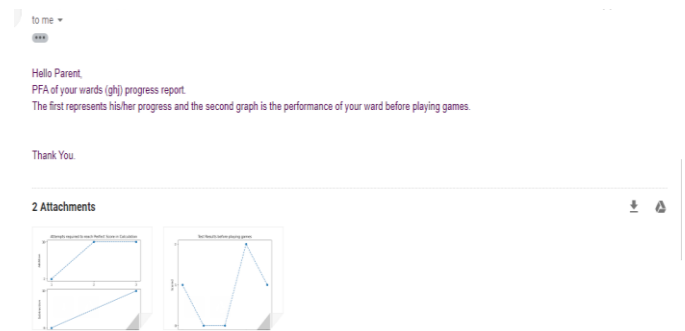 to me
Hello Parent,
PFA of your wards (ghj) progress report.
The first represents his/her progress and the second graph is the performance of your ward before playing games.
Thank You.
2 Attachments
Attempts required to reach Perfect Score in Calculation
Test Results before playing games